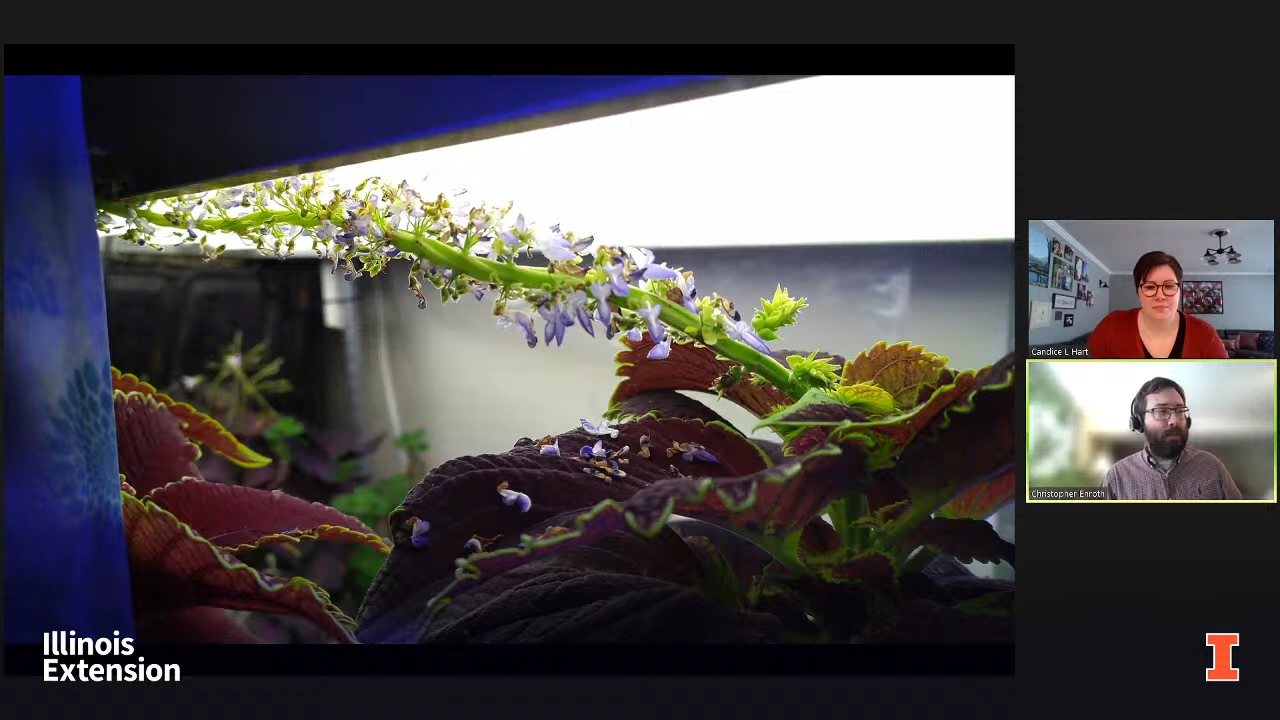 Candice L Hart
Christopher Enroth
Illinois
Extension
I